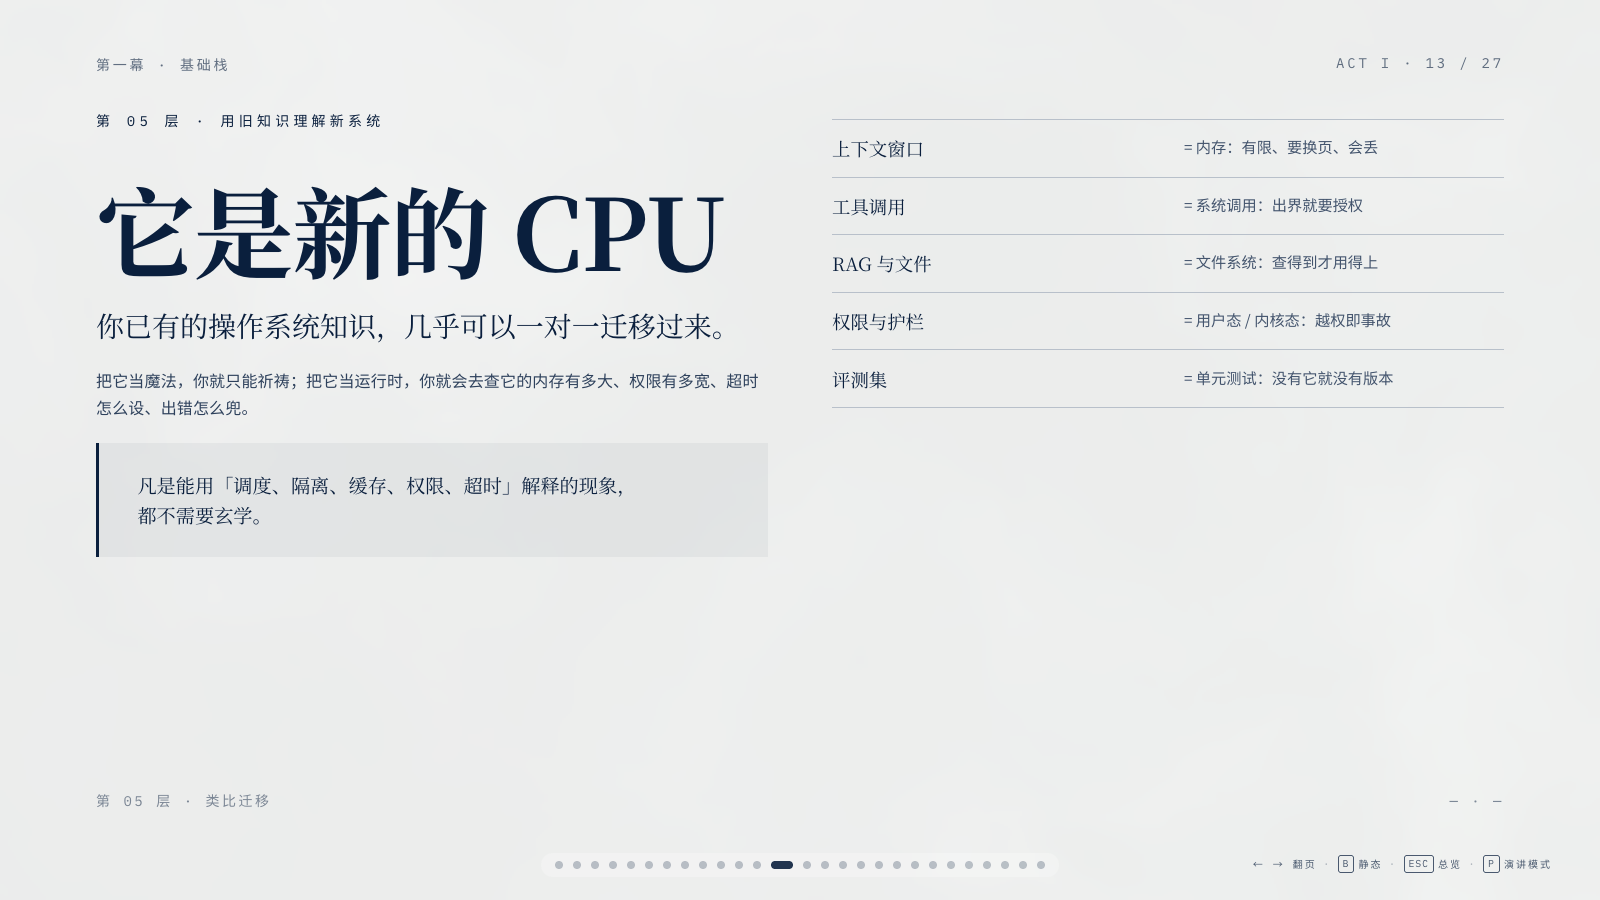 第一幕 · 基础栈
ACT I · 13 / 27
第 05 层 · 用旧知识理解新系统
它是新的 CPU
你已有的操作系统知识，几乎可以一对一迁移过来。
把它当魔法，你就只能祈祷；把它当运行时，你就会去查它的内存有多大、权限有多宽、超时
怎么设、出错怎么兜。
凡是能用「调度、隔离、缓存、权限、超时」解释的现象，
都不需要玄学。
上下文窗口 = 内存：有限、要换页、会丢
工具调用 = 系统调用：出界就要授权
RAG 与文件 = 文件系统：查得到才用得上
权限与护栏 = 用户态 / 内核态：越权即事故
评测集 = 单元测试：没有它就没有版本
第 05 层 · 类比迁移
— · —
← → 翻页 · B 静态 · ESC 总览 · P 演讲模式